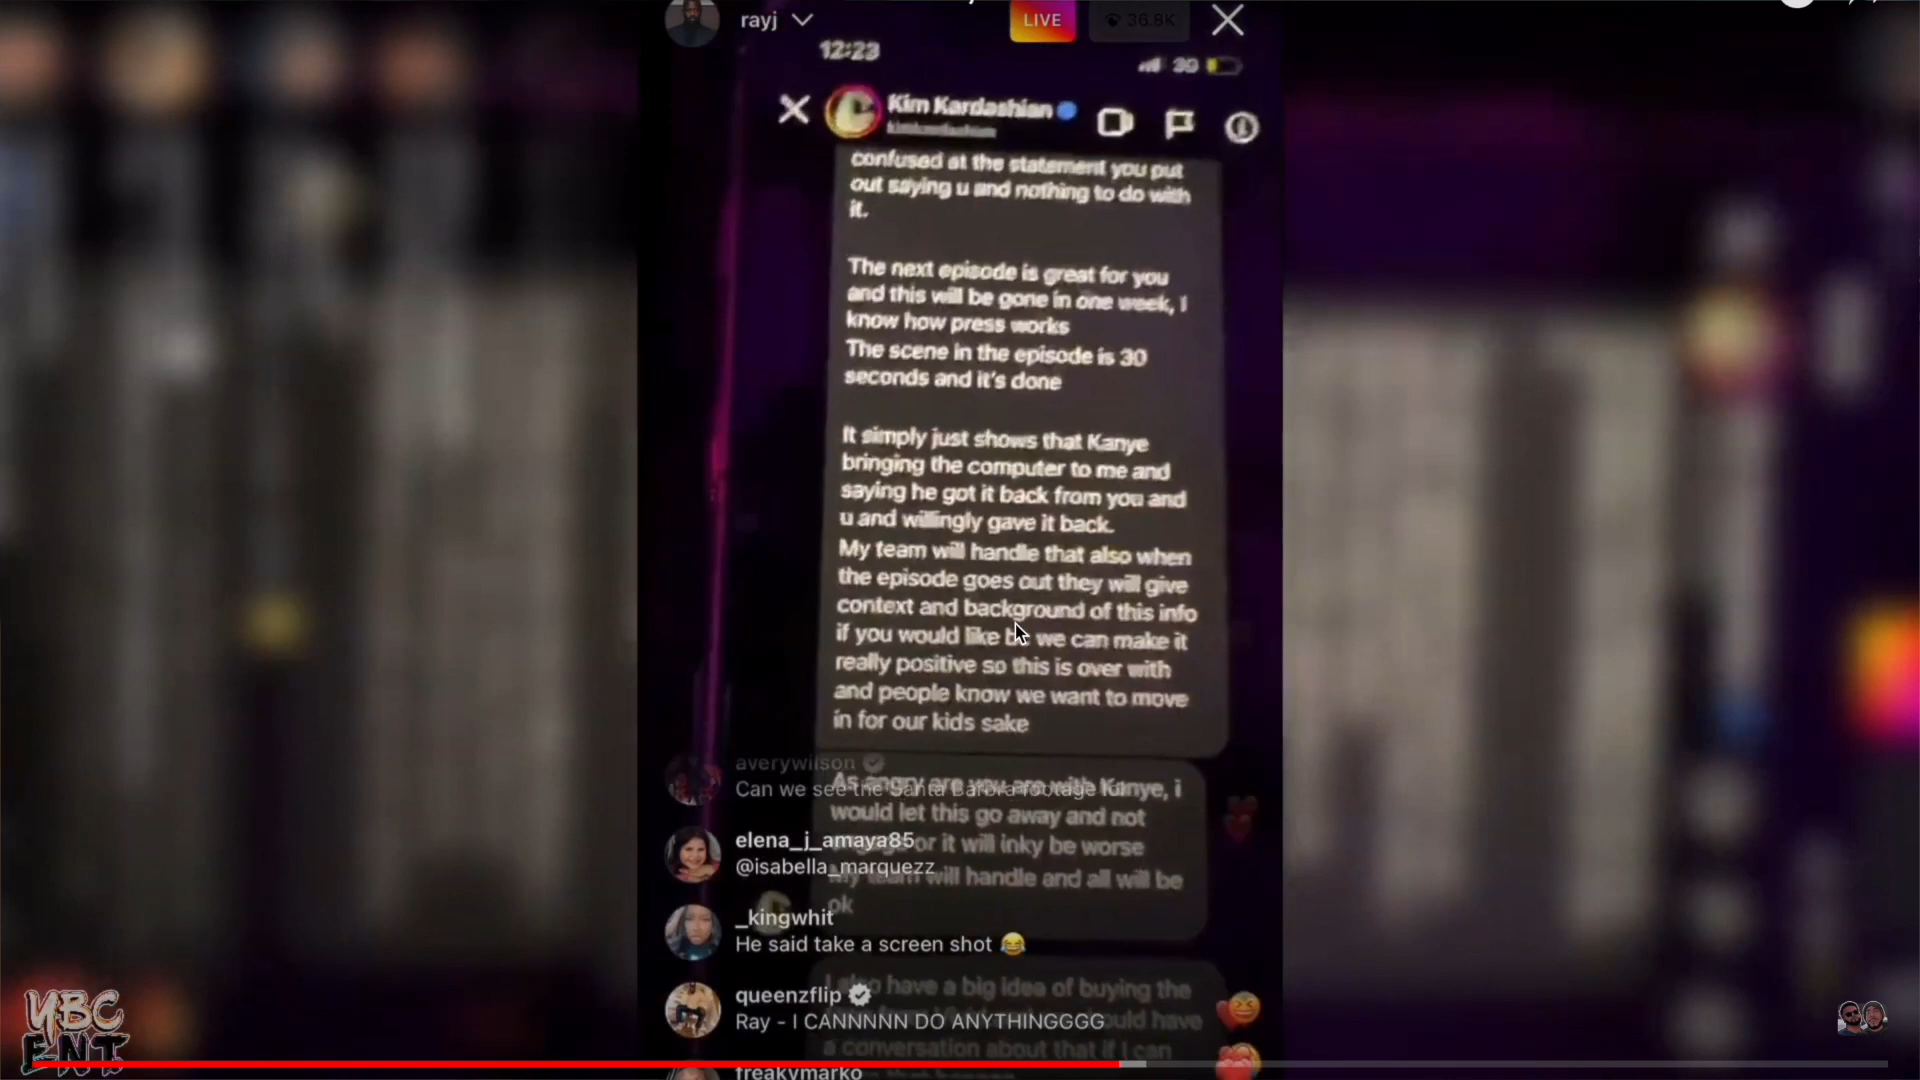 rayj
LIVE
36.8K
12:23
3G
Kim Kardashian
kimkardashian
confused at the statement you put
out saying u and nothing to do with
it.
The next episode is great for you
and this will be gone in one week, I
know how press works
The scene in the episode is 30
seconds and it's done
It simply just shows that Kanye
bringing the computer to me and
saying he got it back from you and
u and willingly gave it back.
My team will handle that also when
the episode goes out they will give
context and background of this info
if you would like bc we can make it
really positive so this is over with
and people know we want to move
in for our kids sake
averywilson
Can we see the Santa Barbra footage
As angry are you are with Kanye, i
would let this go away and not
or it will inky be worse
My team will handle and all will be
ok
elena_j_amaya85
@isabella_marquezz
_kingwhit
He said take a screen shot 😂
I also have a big idea of buying the
queenzflip
Ray - I CANNNNN DO ANYTHINGGGG
could have
a conversation about that if I can
freakymarko
YBC
ENT